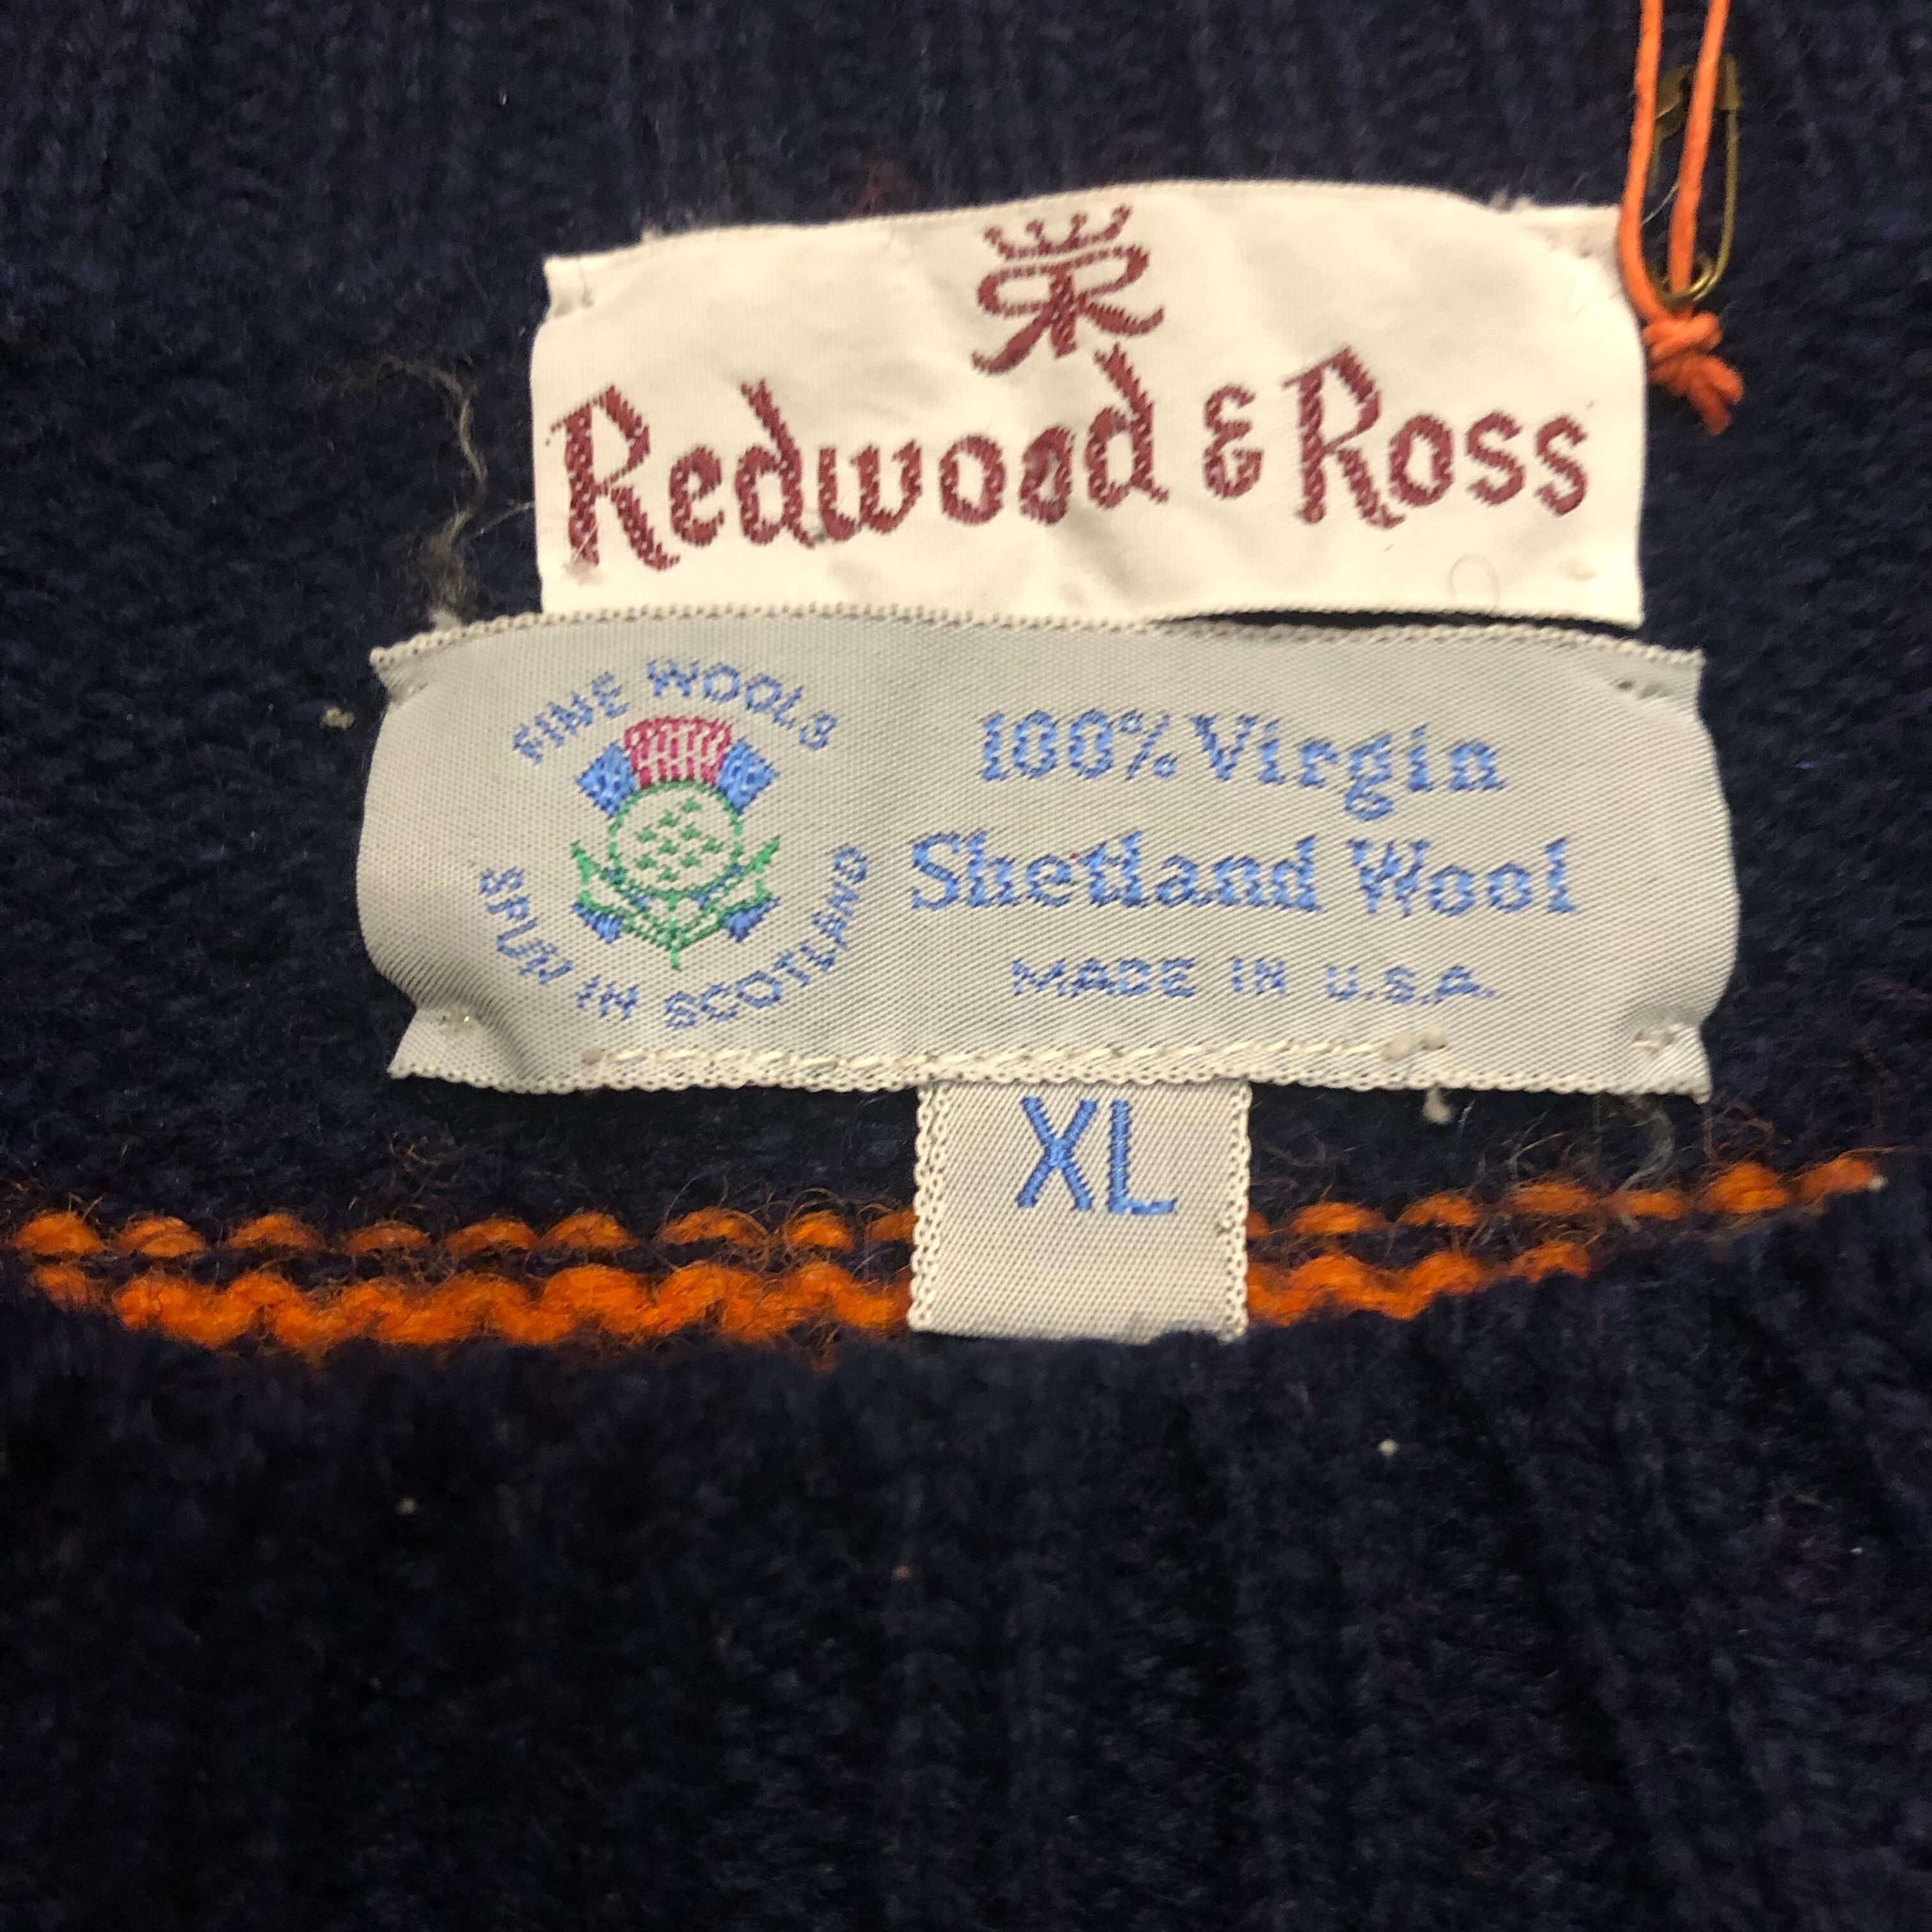 Redwood & Ross
FINE WOOLS
SPUN IN SCOTLAND
100% Virgin
Shetland Wool
MADE IN U.S.A.
XL